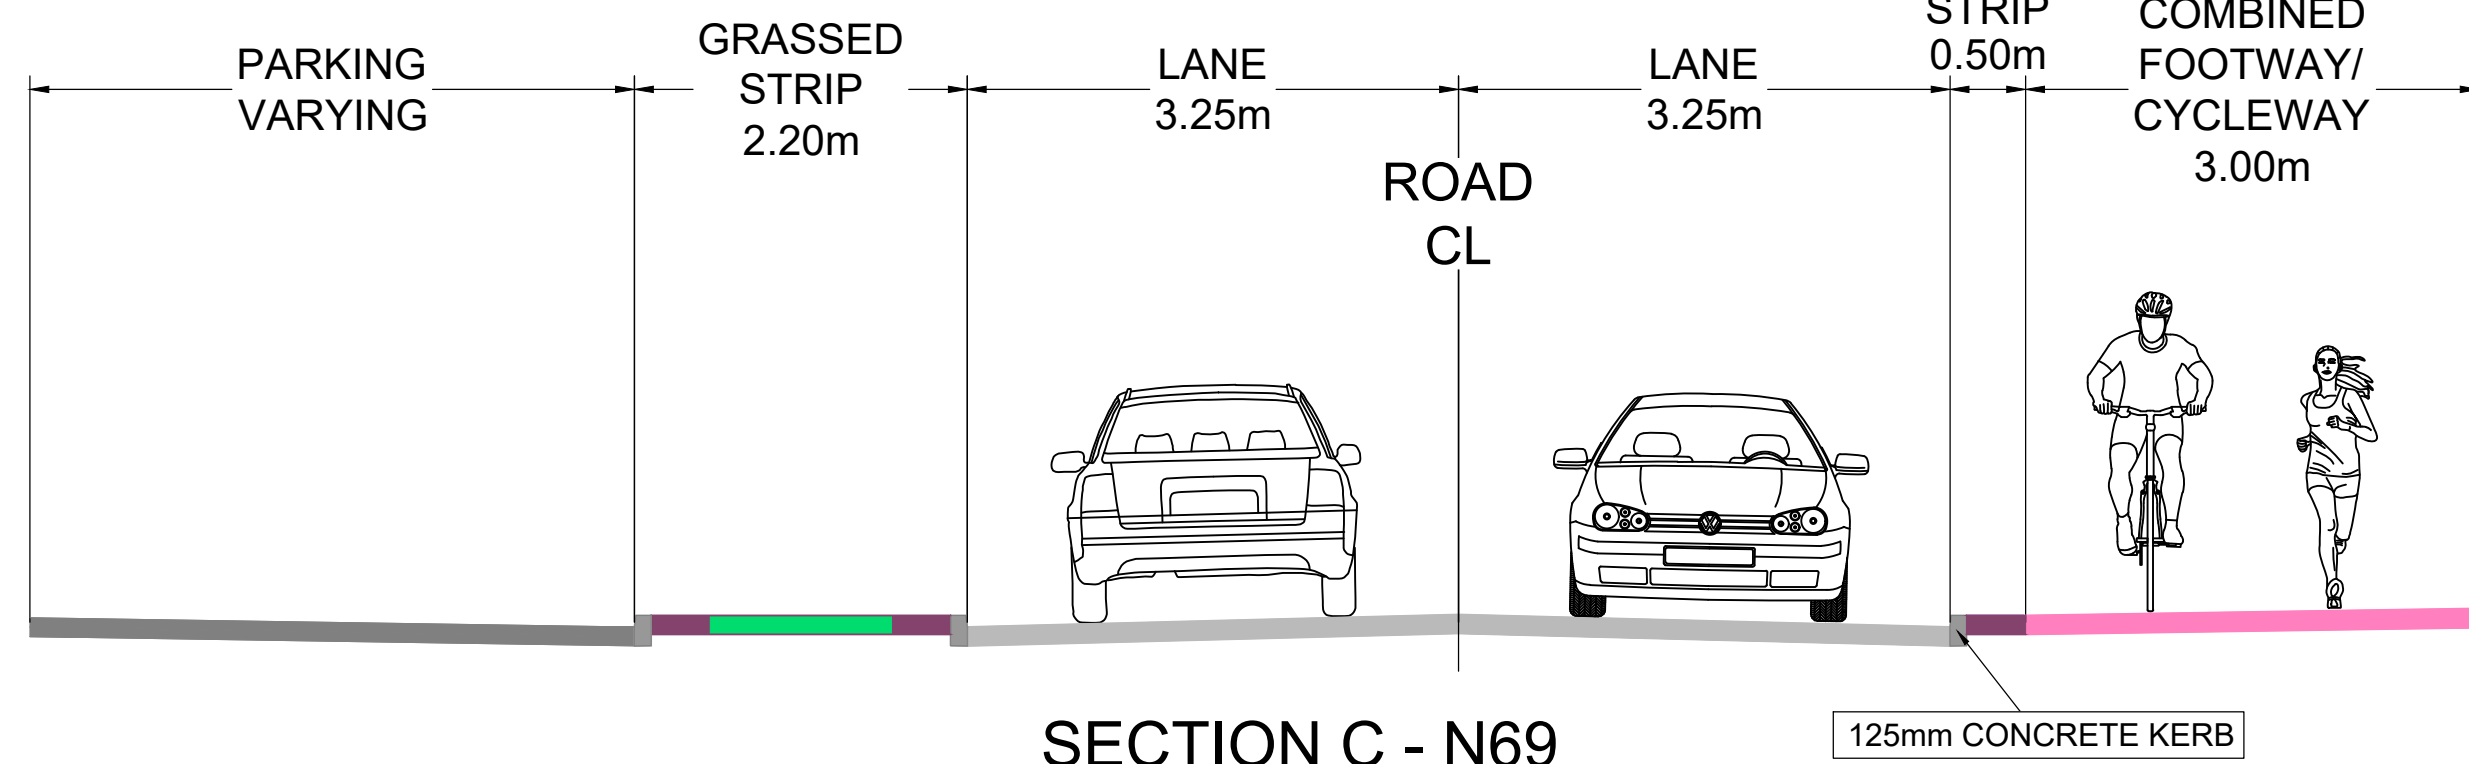 PARKING
VARYING
GRASSED
STRIP
2.20m
LANE
3.25m
ROAD
CL
LANE
3.25m
STRIP
0.50m
COMBINED
FOOTWAY/
CYCLEWAY
3.00m
125mm CONCRETE KERB
SECTION C - N69